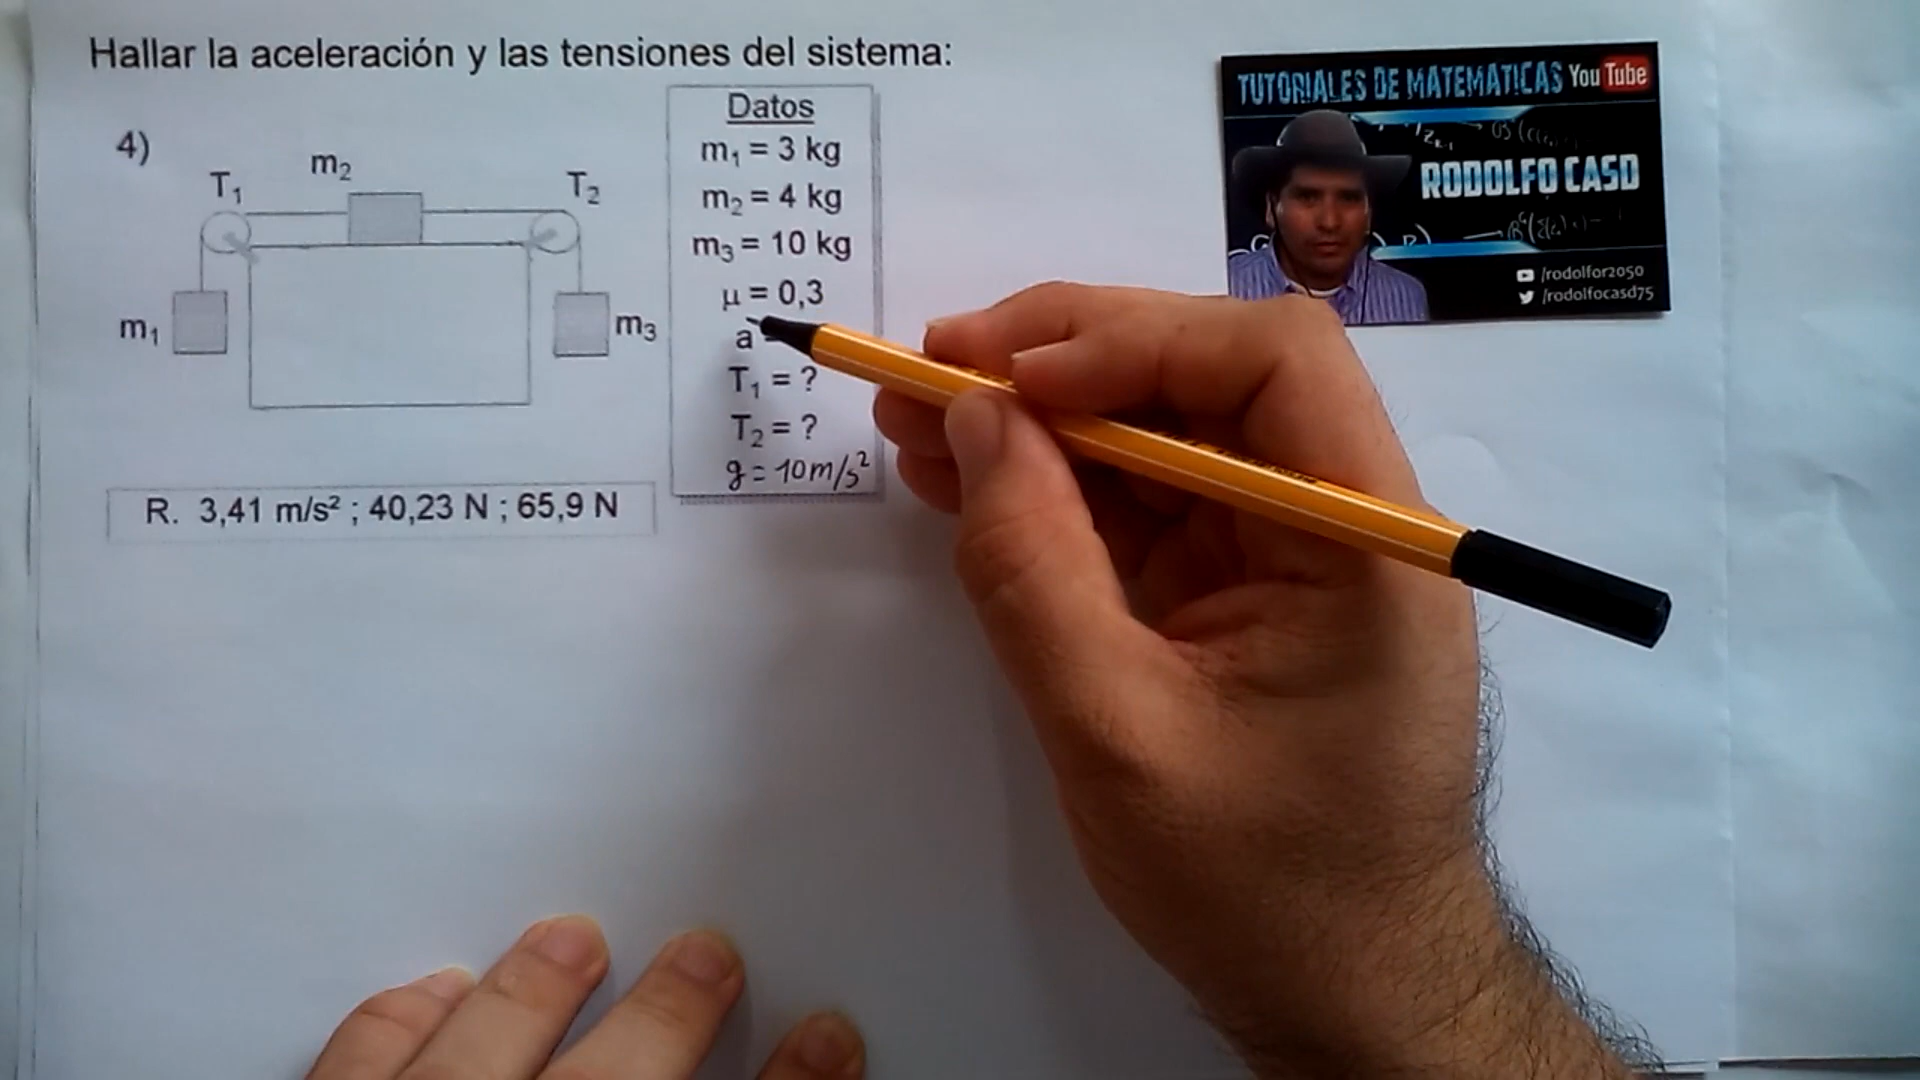 Hallar la aceleración y las tensiones del sistema:
4)
T₁
m₂
T₂
m₁
m₃
Datos
m₁ = 3 kg
m₂ = 4 kg
m₃ = 10 kg
μ = 0,3
a =
T₁ = ?
T₂ = ?
g = 10 m/s²
R. 3,41 m/s² ; 40,23 N ; 65,9 N
TUTORIALES DE MATEMATICAS YouTube
RODOLFO CASD
/rodolfor2050
/rodolfocasd75